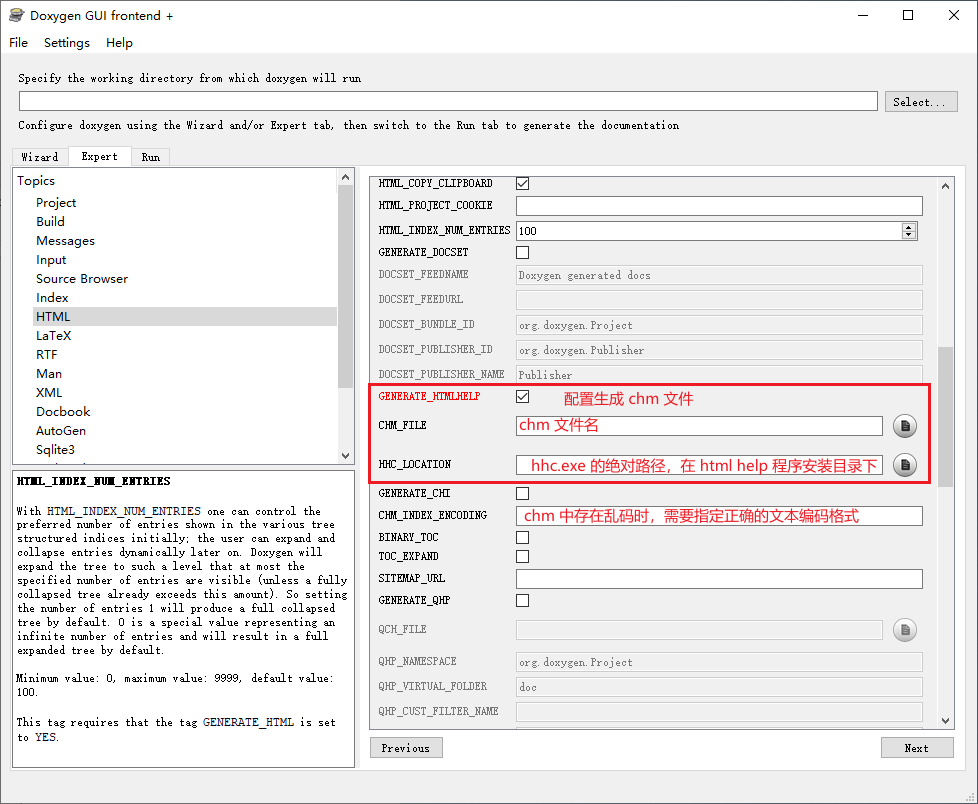 Doxygen GUI frontend +
File Settings Help
Specify the working directory from which doxygen will run
Select...
Configure doxygen using the Wizard and/or Expert tab, then switch to the Run tab to generate the documentation
Wizard Expert Run
Topics
Project
Build
Messages
Input
Source Browser
Index
HTML
LaTeX
RTF
Man
XML
Docbook
AutoGen
Sqlite3
HTML_INDEX_NUM_ENTRIES
With HTML_INDEX_NUM_ENTRIES one can control the
preferred number of entries shown in the various tree
structured indices initially; the user can expand and
collapse entries dynamically later on. Doxygen will
expand the tree to such a level that at most the
specified number of entries are visible (unless a fully
collapsed tree already exceeds this amount). So setting
the number of entries 1 will produce a full collapsed
tree by default. 0 is a special value representing an
infinite number of entries and will result in a full
expanded tree by default.
Minimum value: 0, maximum value: 9999, default value:
100.
This tag requires that the tag GENERATE_HTML is set
to YES.
HTML_COPY_CLIPBOARD
HTML_PROJECT_COOKIE
HTML_INDEX_NUM_ENTRIES 100
GENERATE_DOCSET
DOCSET_FEEDNAME Doxygen generated docs
DOCSET_FEEDURL
DOCSET_BUNDLE_ID org.doxygen.Project
DOCSET_PUBLISHER_ID org.doxygen.Publisher
DOCSET_PUBLISHER_NAME Publisher
GENERATE_HTMLHELP 配置生成 chm 文件
CHM_FILE chm 文件名
HHC_LOCATION hhc.exe 的绝对路径，在 html help 程序安装目录下
GENERATE_CHI
CHM_INDEX_ENCODING chm 中存在乱码时，需要指定正确的文本编码格式
BINARY_TOC
TOC_EXPAND
SITEMAP_URL
GENERATE_QHP
QCH_FILE
QHP_NAMESPACE org.doxygen.Project
QHP_VIRTUAL_FOLDER doc
QHP_CUST_FILTER_NAME
Previous Next